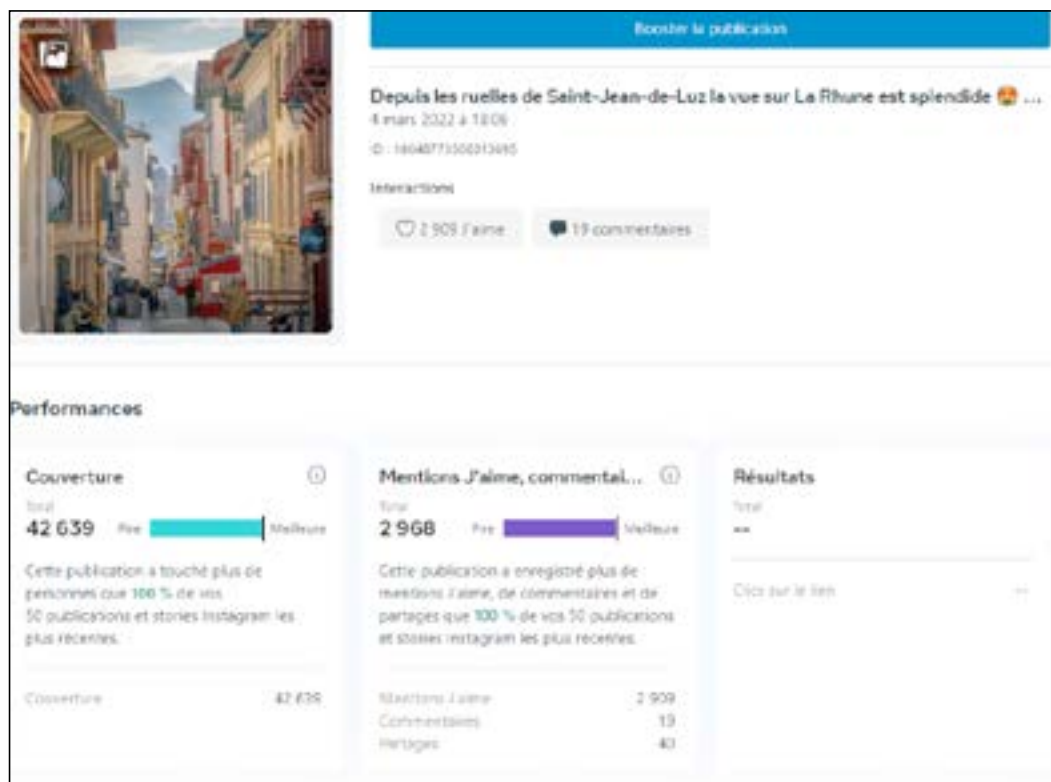 Booster la publication
Depuis les ruelles de Saint-Jean-de-Luz la vue sur La Rhune est splendide 😍 ...
4 mars 2022 à 18:06
ID :
Interactions
2 909 J'aime
19 commentaires
Performances
Couverture
Total
42 639 Pire Meilleure
Cette publication a touché plus de
personnes que 100 % de vos
50 publications et stories Instagram les
plus récentes.
Couverture 42 639
Mentions J'aime, commentai...
Total
2 968 Pire Meilleure
Cette publication a enregistré plus de
mentions J'aime, de commentaires et de
partages que 100 % de vos 50 publications
et stories Instagram les plus récentes.
Mentions J'aime 2 909
Commentaires 19
Partages 40
Résultats
Total
--
Clics sur le lien --